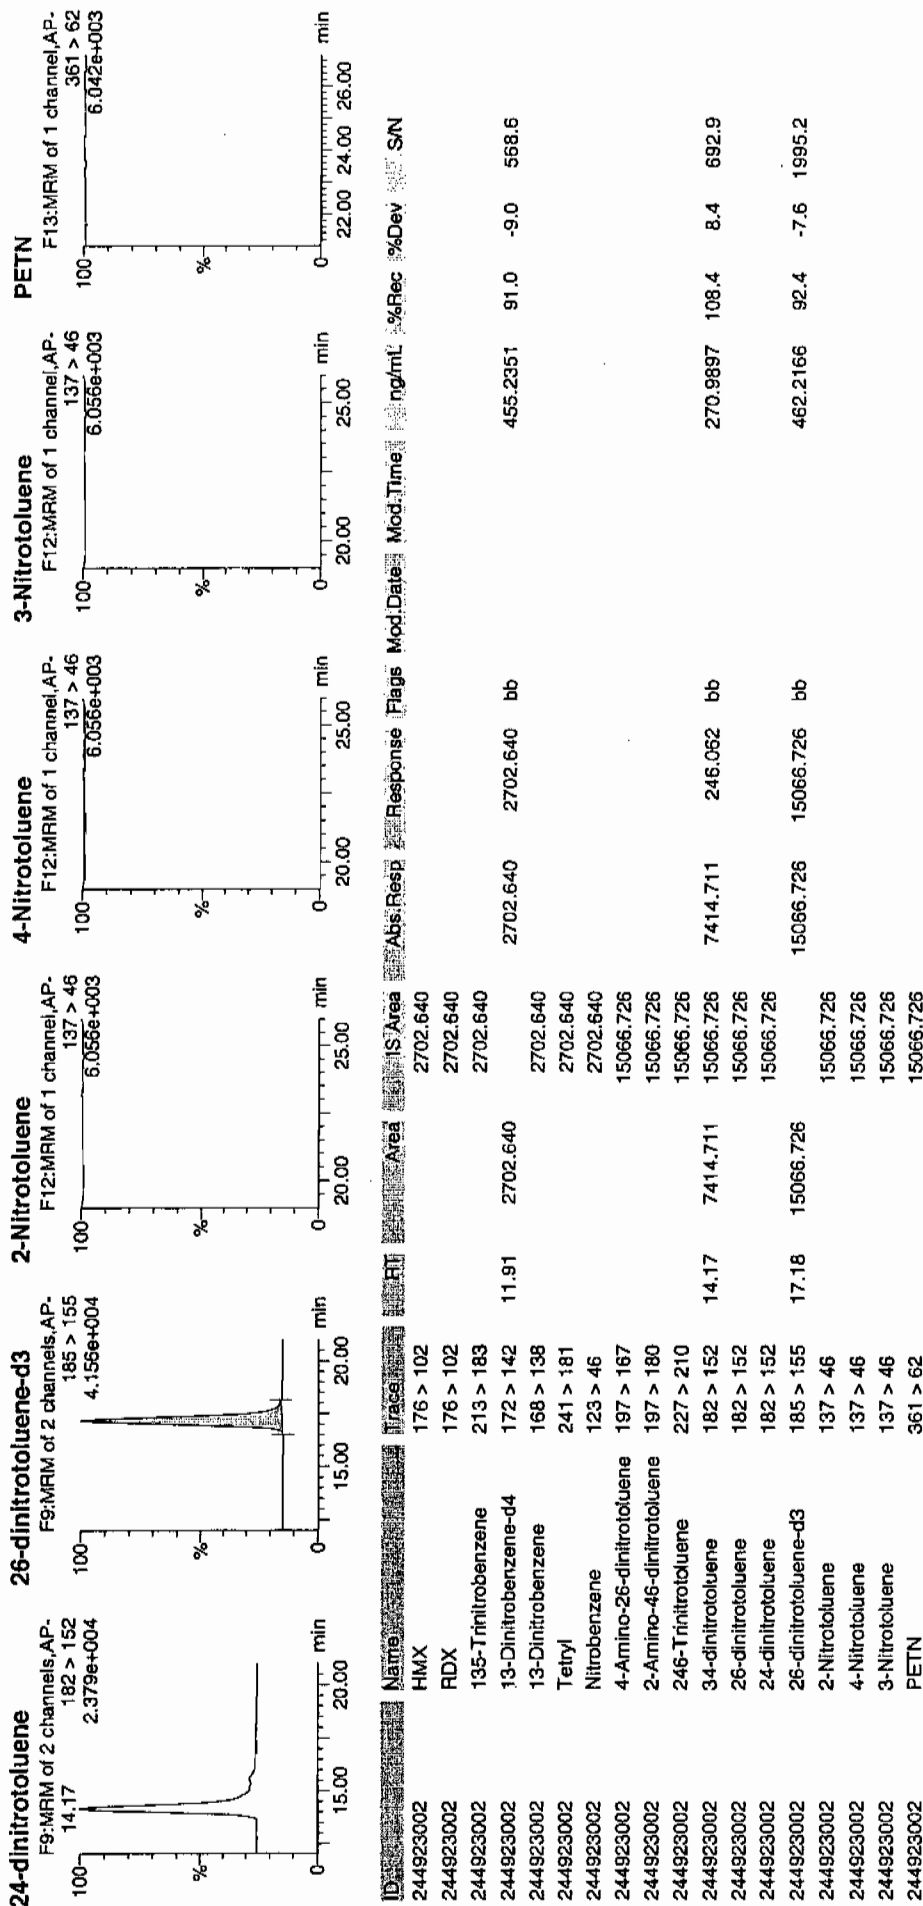 24-dinitrotoluene
F9:MRM of 2 channels,AP-
14.17 182 > 152
2.379e+004
100
%
0
15.00 20.00 min
26-dinitrotoluene-d3
F9:MRM of 2 channels,AP-
185 > 155
4.156e+004
100
%
0
15.00 20.00 min
2-Nitrotoluene
F12:MRM of 1 channel,AP-
137 > 46
6.056e+003
100
%
0
20.00 25.00 min
4-Nitrotoluene
F12:MRM of 1 channel,AP-
137 > 46
6.056e+003
100
%
0
20.00 25.00 min
3-Nitrotoluene
F12:MRM of 1 channel,AP-
137 > 46
6.056e+003
100
%
0
20.00 25.00 min
PETN
F13:MRM of 1 channel,AP-
361 > 62
6.042e+003
100
%
0
22.00 24.00 26.00 min
ID Name Trace RT Area IS Area Abs.Resp Response Flags Mod.Date Mod.Time ng/mL %Rec %Dev S/N
244923002 HMX 176 > 102 2702.640
244923002 RDX 176 > 102 2702.640
244923002 135-Trinitrobenzene 213 > 183 2702.640
244923002 13-Dinitrobenzene-d4 172 > 142 11.91 2702.640 2702.640 2702.640 bb 455.2351 91.0 -9.0 568.6
244923002 13-Dinitrobenzene 168 > 138 2702.640
244923002 Tetryl 241 > 181 2702.640
244923002 Nitrobenzene 123 > 46 2702.640
244923002 4-Amino-26-dinitrotoluene 197 > 167 15066.726
244923002 2-Amino-46-dinitrotoluene 197 > 180 15066.726
244923002 246-Trinitrotoluene 227 > 210 15066.726
244923002 34-dinitrotoluene 182 > 152 14.17 7414.711 15066.726 7414.711 246.062 bb 270.9897 108.4 8.4 692.9
244923002 26-dinitrotoluene 182 > 152 15066.726
244923002 24-dinitrotoluene 182 > 152 15066.726
244923002 26-dinitrotoluene-d3 185 > 155 17.18 15066.726 15066.726 15066.726 bb 462.2166 92.4 -7.6 1995.2
244923002 2-Nitrotoluene 137 > 46 15066.726
244923002 4-Nitrotoluene 137 > 46 15066.726
244923002 3-Nitrotoluene 137 > 46 15066.726
244923002 PETN 361 > 62 15066.726